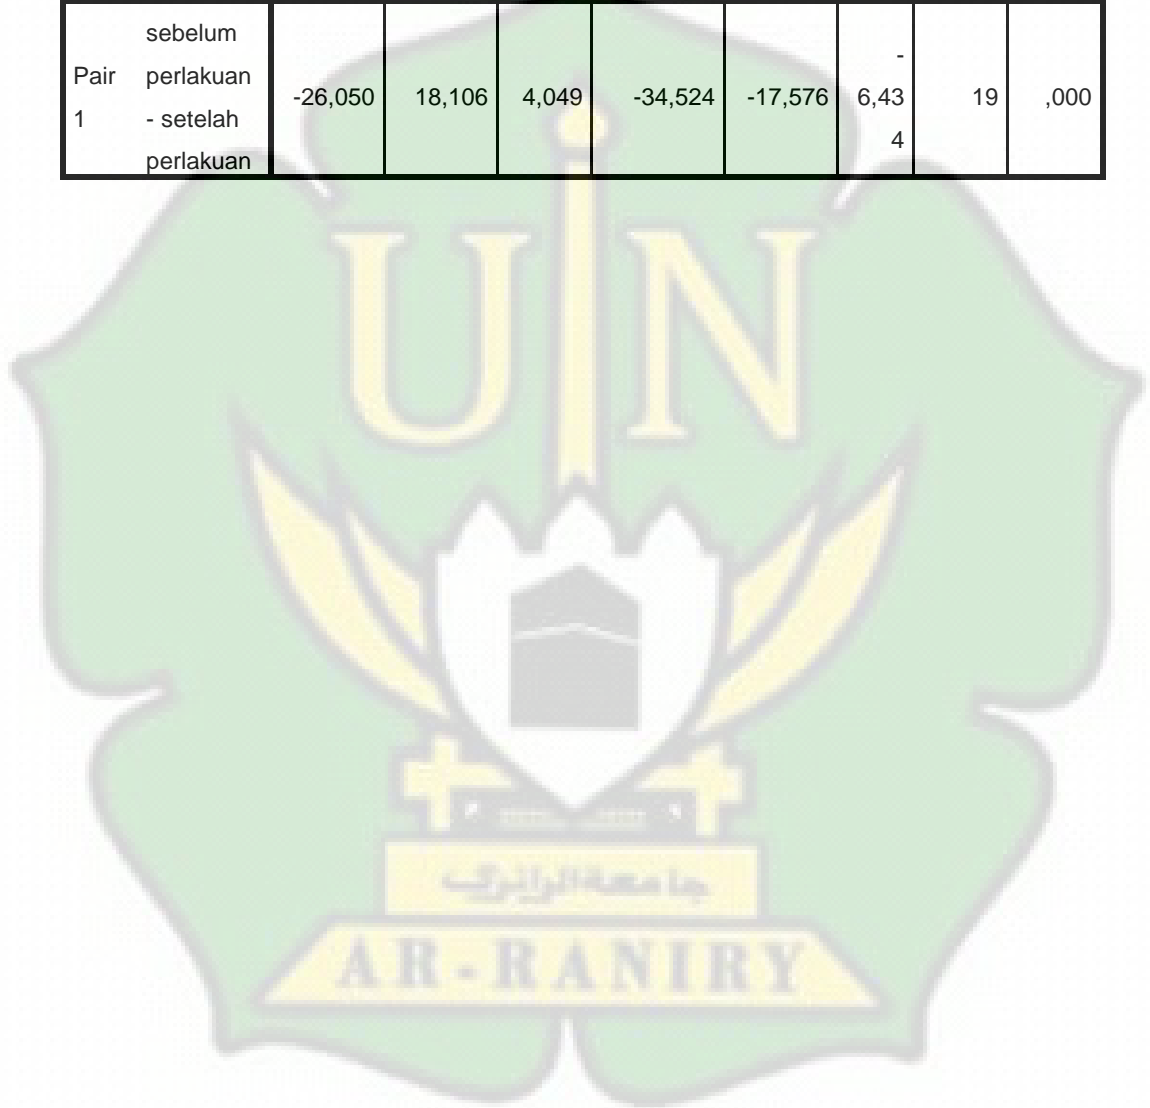 sebelum
Pair perlakuan
1 - setelah
perlakuan
-26,050 18,106 4,049 -34,524 -17,576 -6,434 19 ,000
UIN
جامعة الرانري
AR-RANIRY